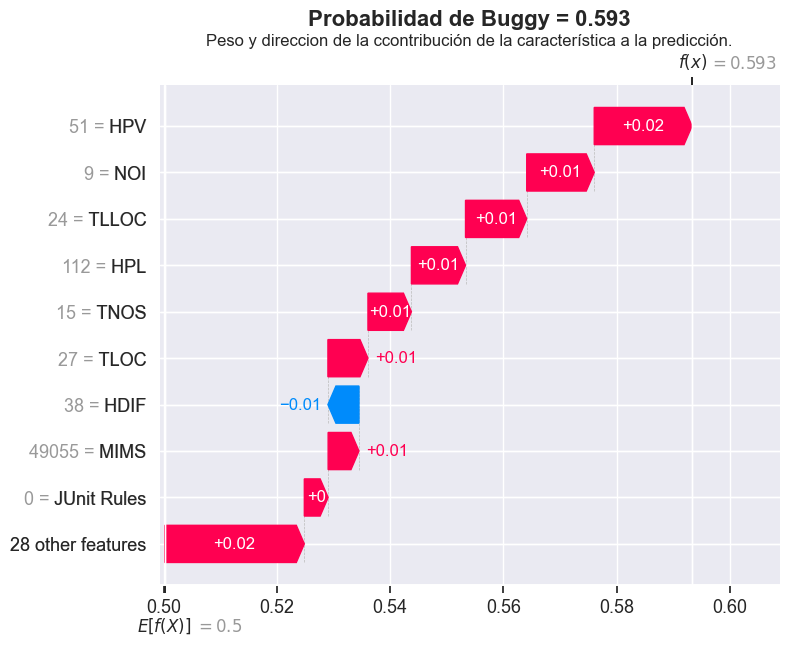 Probabilidad de Buggy = 0.593
Peso y direccion de la ccontribución de la característica a la predicción.
f(x) = 0.593
51 = HPV
+0.02
9 = NOI
+0.01
24 = TLLOC
+0.01
112 = HPL
+0.01
15 = TNOS
+0.01
27 = TLOC
+0.01
38 = HDIF
−0.01
49055 = MIMS
+0.01
0 = JUnit Rules
+0
28 other features
+0.02
0.50 0.52 0.54 0.56 0.58 0.60
E[f(X)] = 0.5